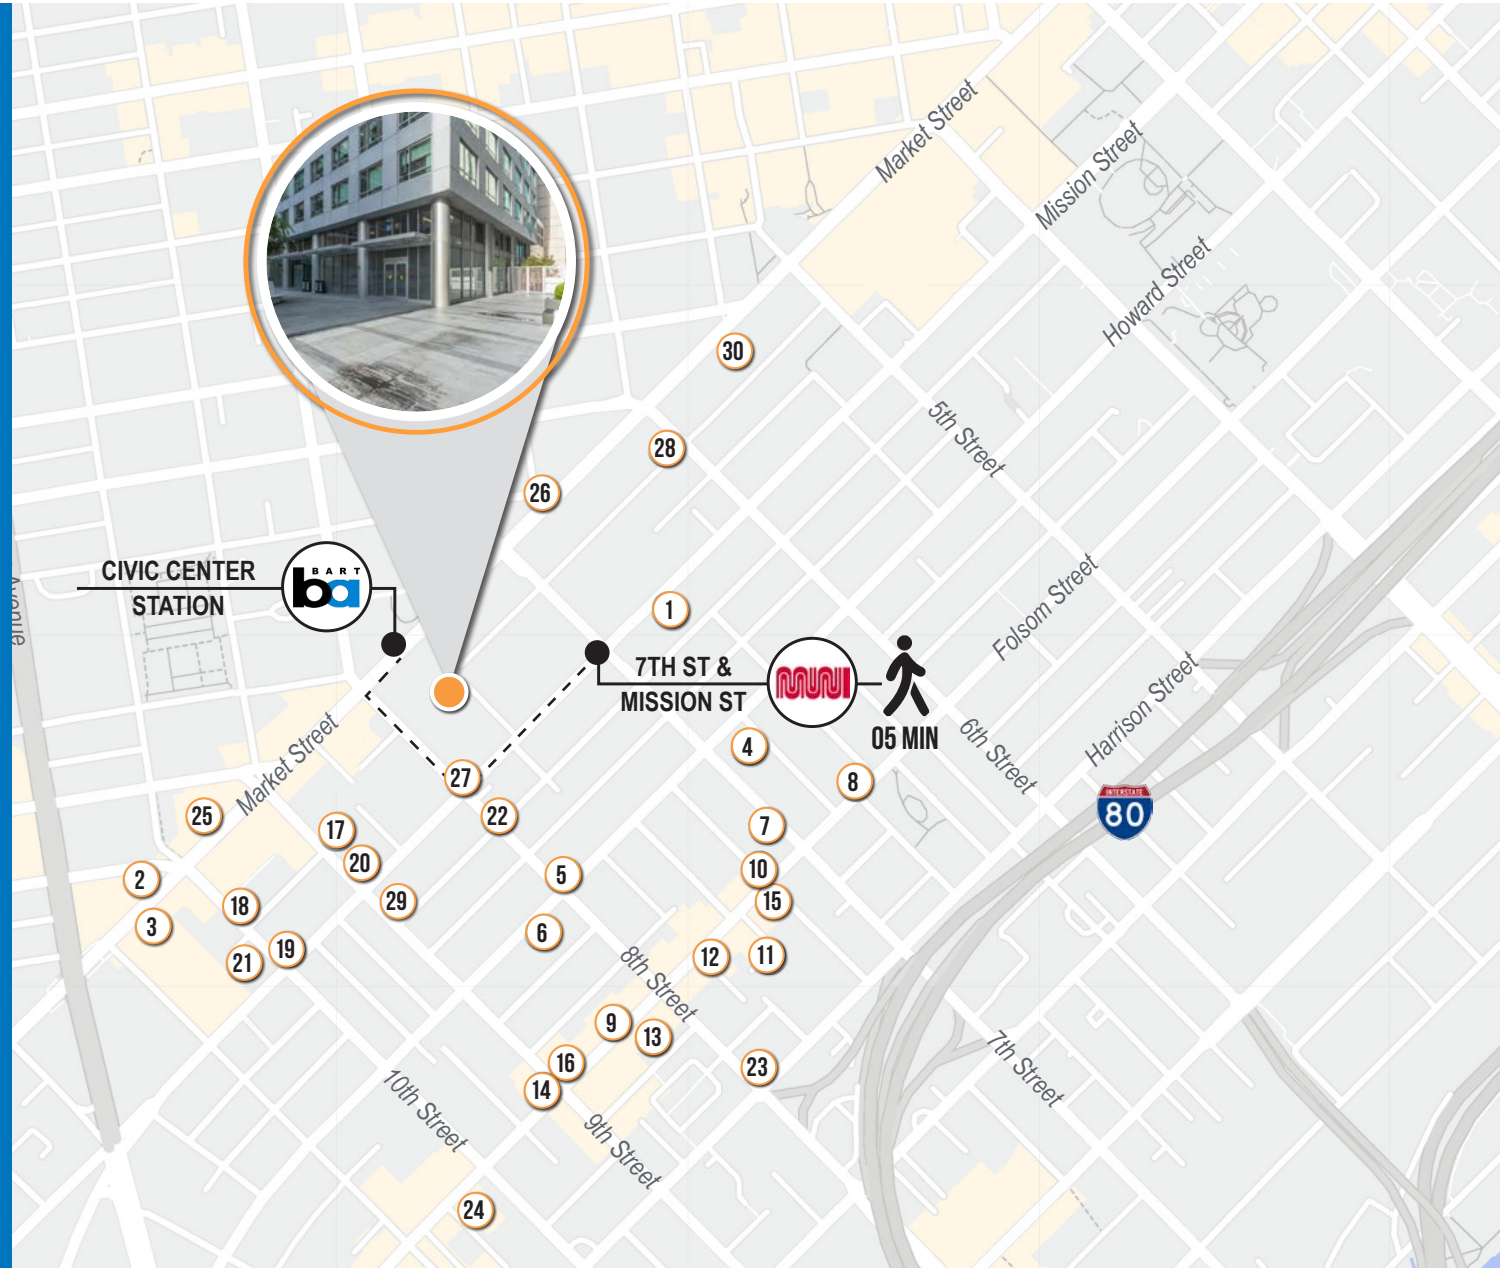 Market Street
Mission Street
Howard Street
30
5th Street
28
26
CIVIC CENTER
STATION
BART
ba
Avenue
1
7TH ST &
MISSION ST
MUNI
05 MIN
Folsom Street
Harrison Street
6th Street
INTERSTATE
80
4
8
27
22
Market Street
25
17
20
7
10
15
2
3
18
29
5
6
21
19
12
11
8th Street
9
13
16
14
23
7th Street
10th Street
9th Street
24